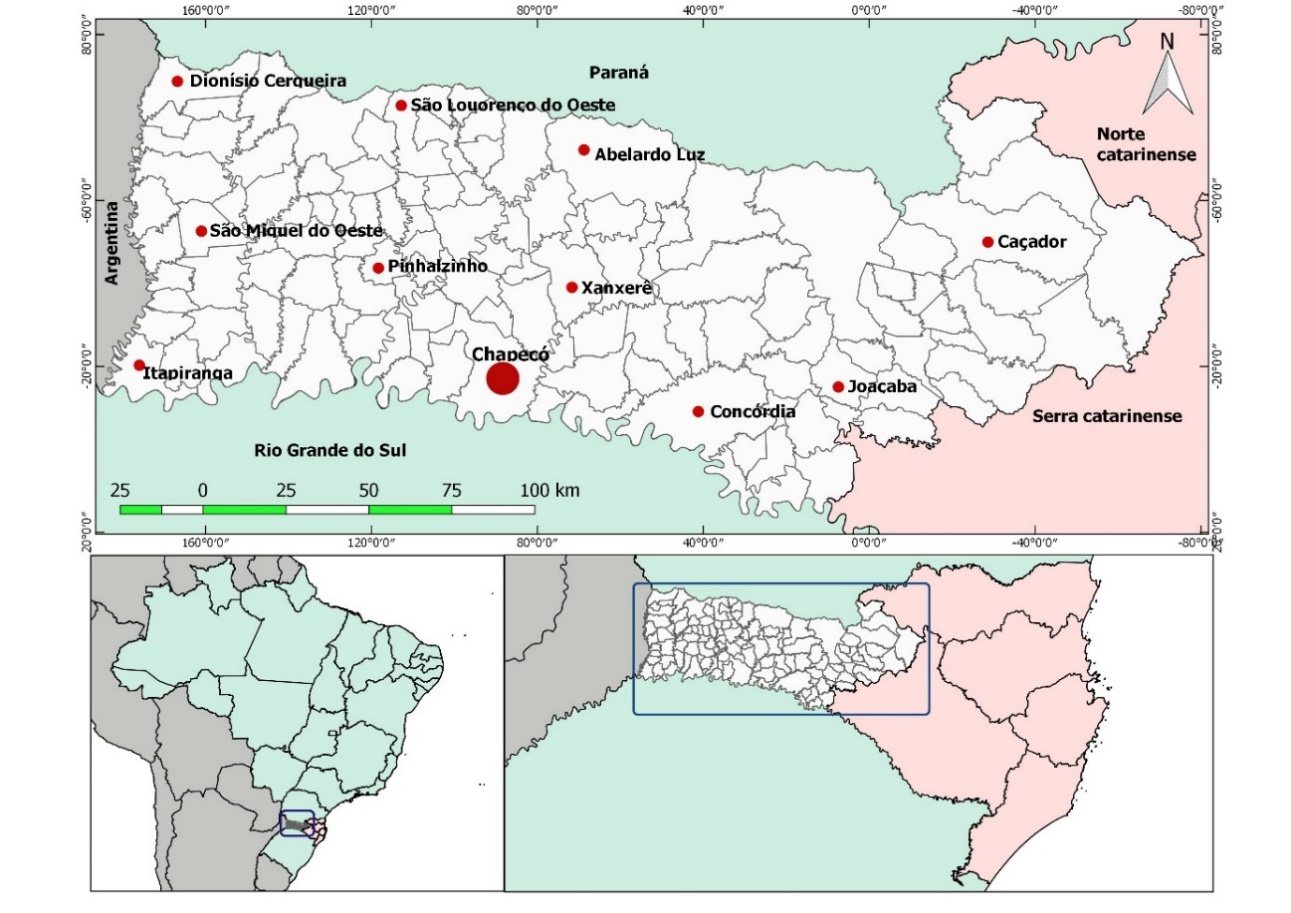 160°0'0" 120°0'0" 80°0'0" 40°0'0" 0°0'0" -40°0'0" -80°0'0"
80°0'0" 80°0'0"
N
Paraná
Dionísio Cerqueira
São Louorenço do Oeste
Norte
catarinense
Abelardo Luz
-60°0'0" -60°0'0"
Argentina
São Miquel do Oeste
Caçador
Pinhalzinho
Xanxerê
Chapecó
-20°0'0" -20°0'0"
Itapiranga
Joaçaba
Concórdia
Serra catarinense
Rio Grande do Sul
25 0 25 50 75 100 km
20°0'0" 20°0'0"
160°0'0" 120°0'0" 80°0'0" 40°0'0" 0°0'0" -40°0'0" -80°0'0"